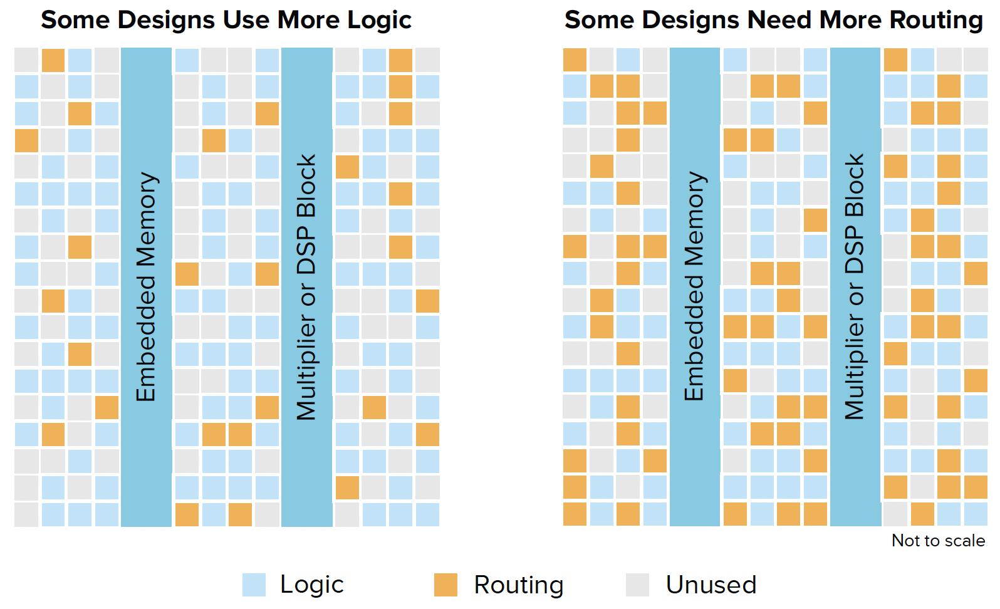 Some Designs Use More Logic
Some Designs Need More Routing
Embedded Memory
Multiplier or DSP Block
Embedded Memory
Multiplier or DSP Block
Not to scale
Logic
Routing
Unused